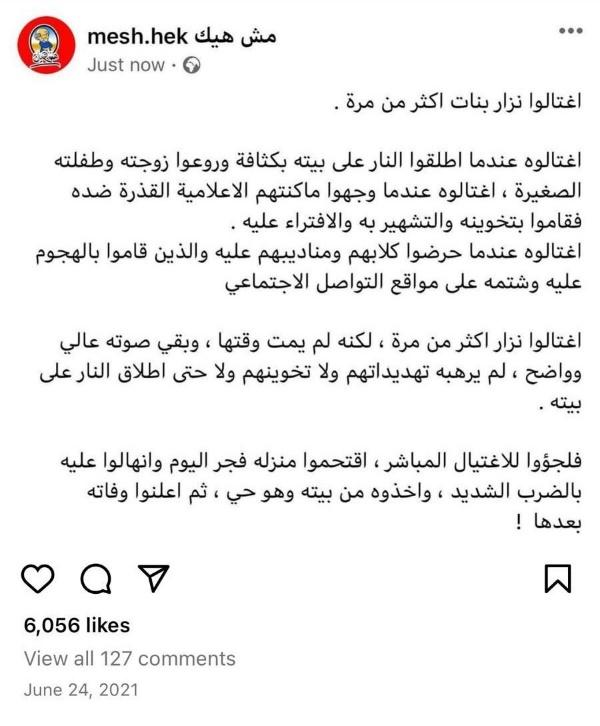 mesh.hek مش هيك
Just now ·
اغتالوا نزار بنات اكثر من مرة .
اغتالوه عندما اطلقوا النار على بيته بكثافة وروعوا زوجته وطفلته
الصغيرة ، اغتالوه عندما وجهوا ماكنتهم الاعلامية القذرة ضده
فقاموا بتخوينه والتشهير به والافتراء عليه .
اغتالوه عندما حرضوا كلابهم ومناديبهم عليه والذين قاموا بالهجوم
عليه وشتمه على مواقع التواصل الاجتماعي
اغتالوا نزار اكثر من مرة ، لكنه لم يمت وقتها ، وبقي صوته عالي
وواضح ، لم يرهبه تهديداتهم ولا تخوينهم ولا حتى اطلاق النار على
بيته .
فلجؤوا للاغتيال المباشر ، اقتحموا منزله فجر اليوم وانهالوا عليه
بالضرب الشديد ، واخذوه من بيته وهو حي ، ثم اعلنوا وفاته
بعدها !
6,056 likes
View all 127 comments
June 24, 2021